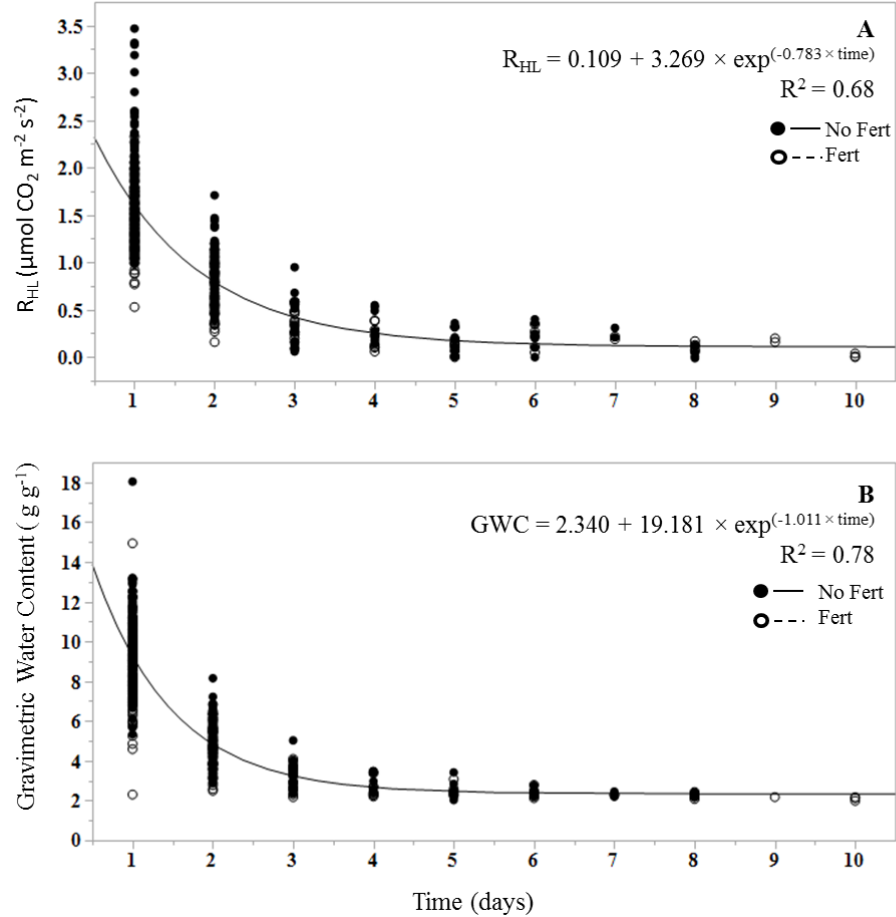 A
R_HL = 0.109 + 3.269 × exp^(-0.783 × time)
R² = 0.68
No Fert
Fert
R_HL (µmol CO₂ m⁻² s⁻²)
3.5
3.0
2.5
2.0
1.5
1.0
0.5
0.0
1 2 3 4 5 6 7 8 9 10
B
GWC = 2.340 + 19.181 × exp^(-1.011 × time)
R² = 0.78
No Fert
Fert
Gravimetric Water Content ( g g⁻¹)
18
16
14
12
10
8
6
4
2
0
1 2 3 4 5 6 7 8 9 10
Time (days)